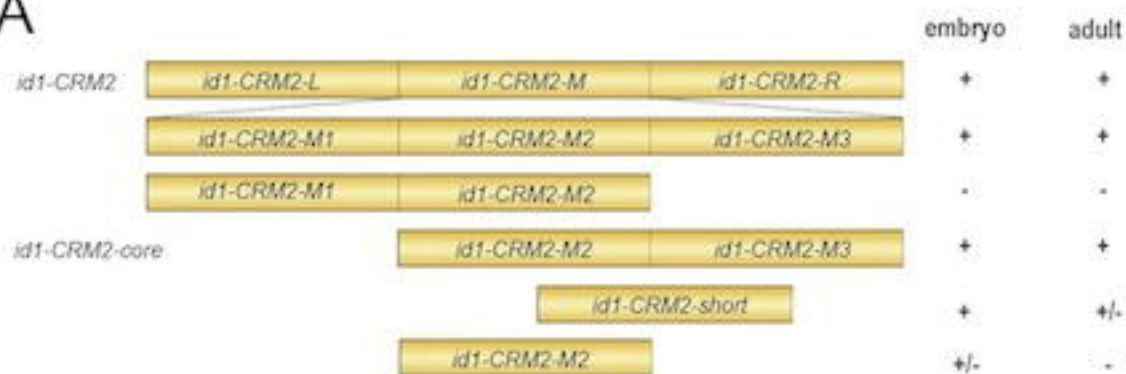 A
embryo adult
id1-CRM2 id1-CRM2-L id1-CRM2-M id1-CRM2-R + +
id1-CRM2-M1 id1-CRM2-M2 id1-CRM2-M3 + +
id1-CRM2-M1 id1-CRM2-M2 - -
id1-CRM2-core id1-CRM2-M2 id1-CRM2-M3 + +
id1-CRM2-short + +/-
id1-CRM2-M2 +/- -